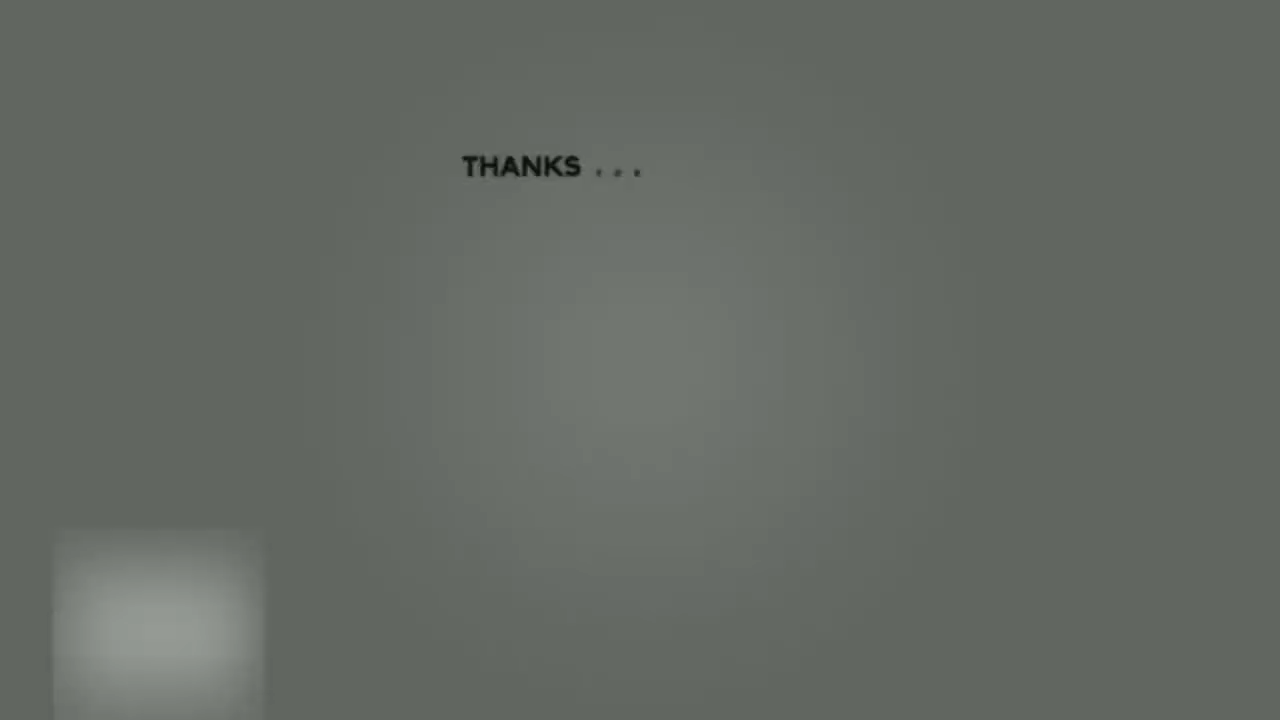 THANKS . . .